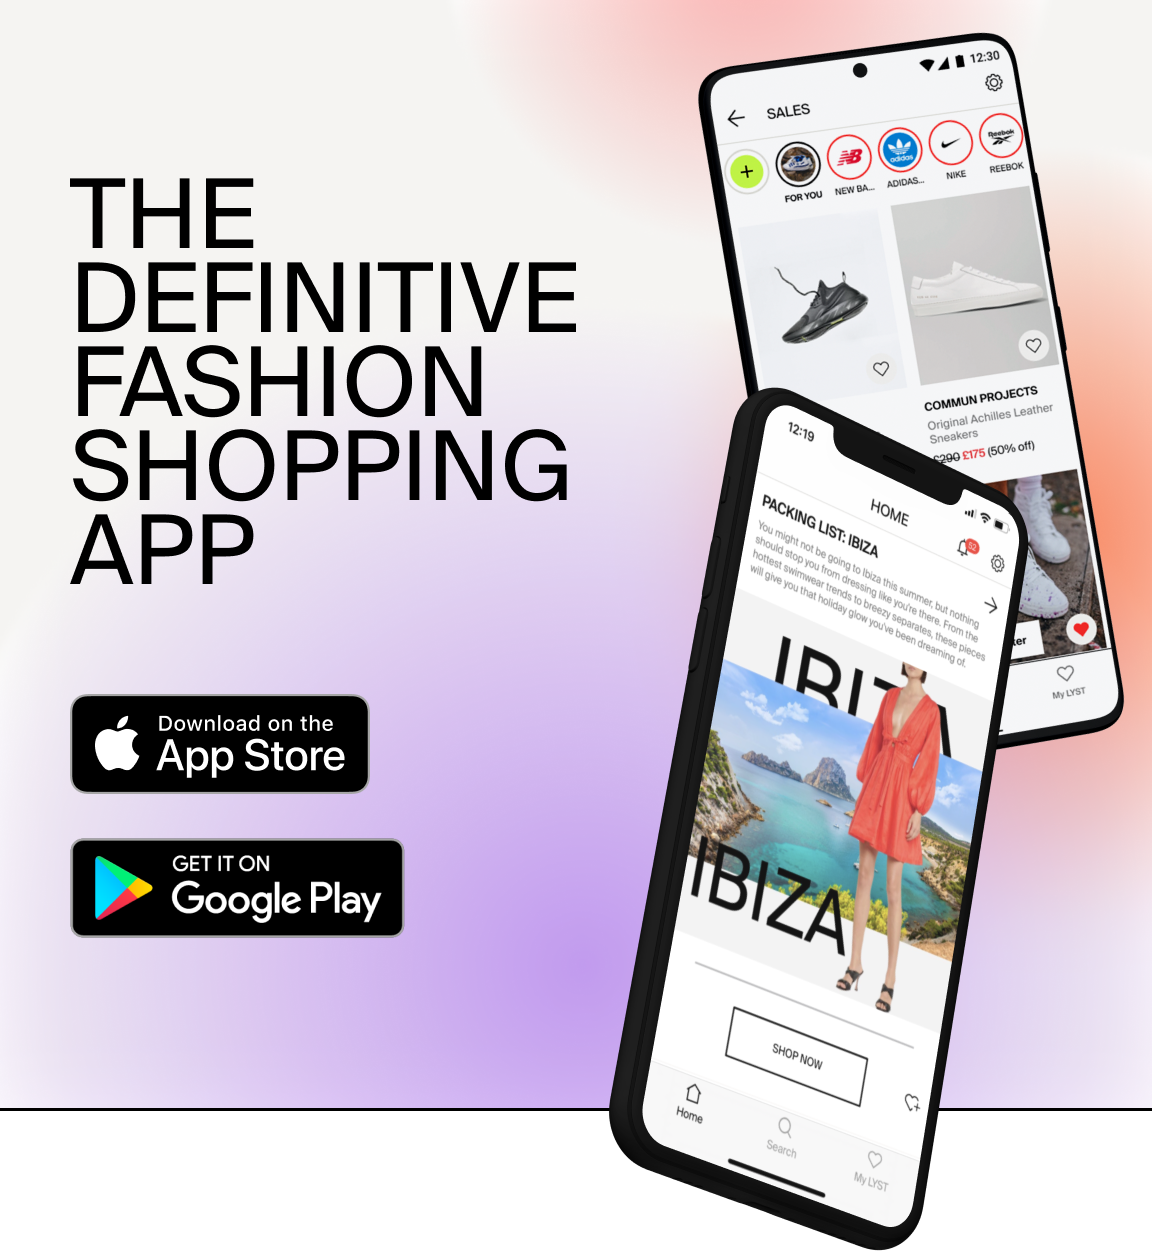 THE
DEFINITIVE
FASHION
SHOPPING
APP
Download on the
App Store
GET IT ON
Google Play
12:30
SALES
adidas
Reebok
FOR YOU
NEW BA...
ADIDAS...
NIKE
REEBOK
COMMUN PROJECTS
Original Achilles Leather
Sneakers
£290 £175 (50% off)
My LYST
12:19
HOME
52
PACKING LIST: IBIZA
You might not be going to Ibiza this summer, but nothing
should stop you from dressing like you're there. From the
hottest swimwear trends to breezy separates, these pieces
will give you that holiday glow you've been dreaming of.
IBIZA
IBIZA
SHOP NOW
Home
Search
My LYST